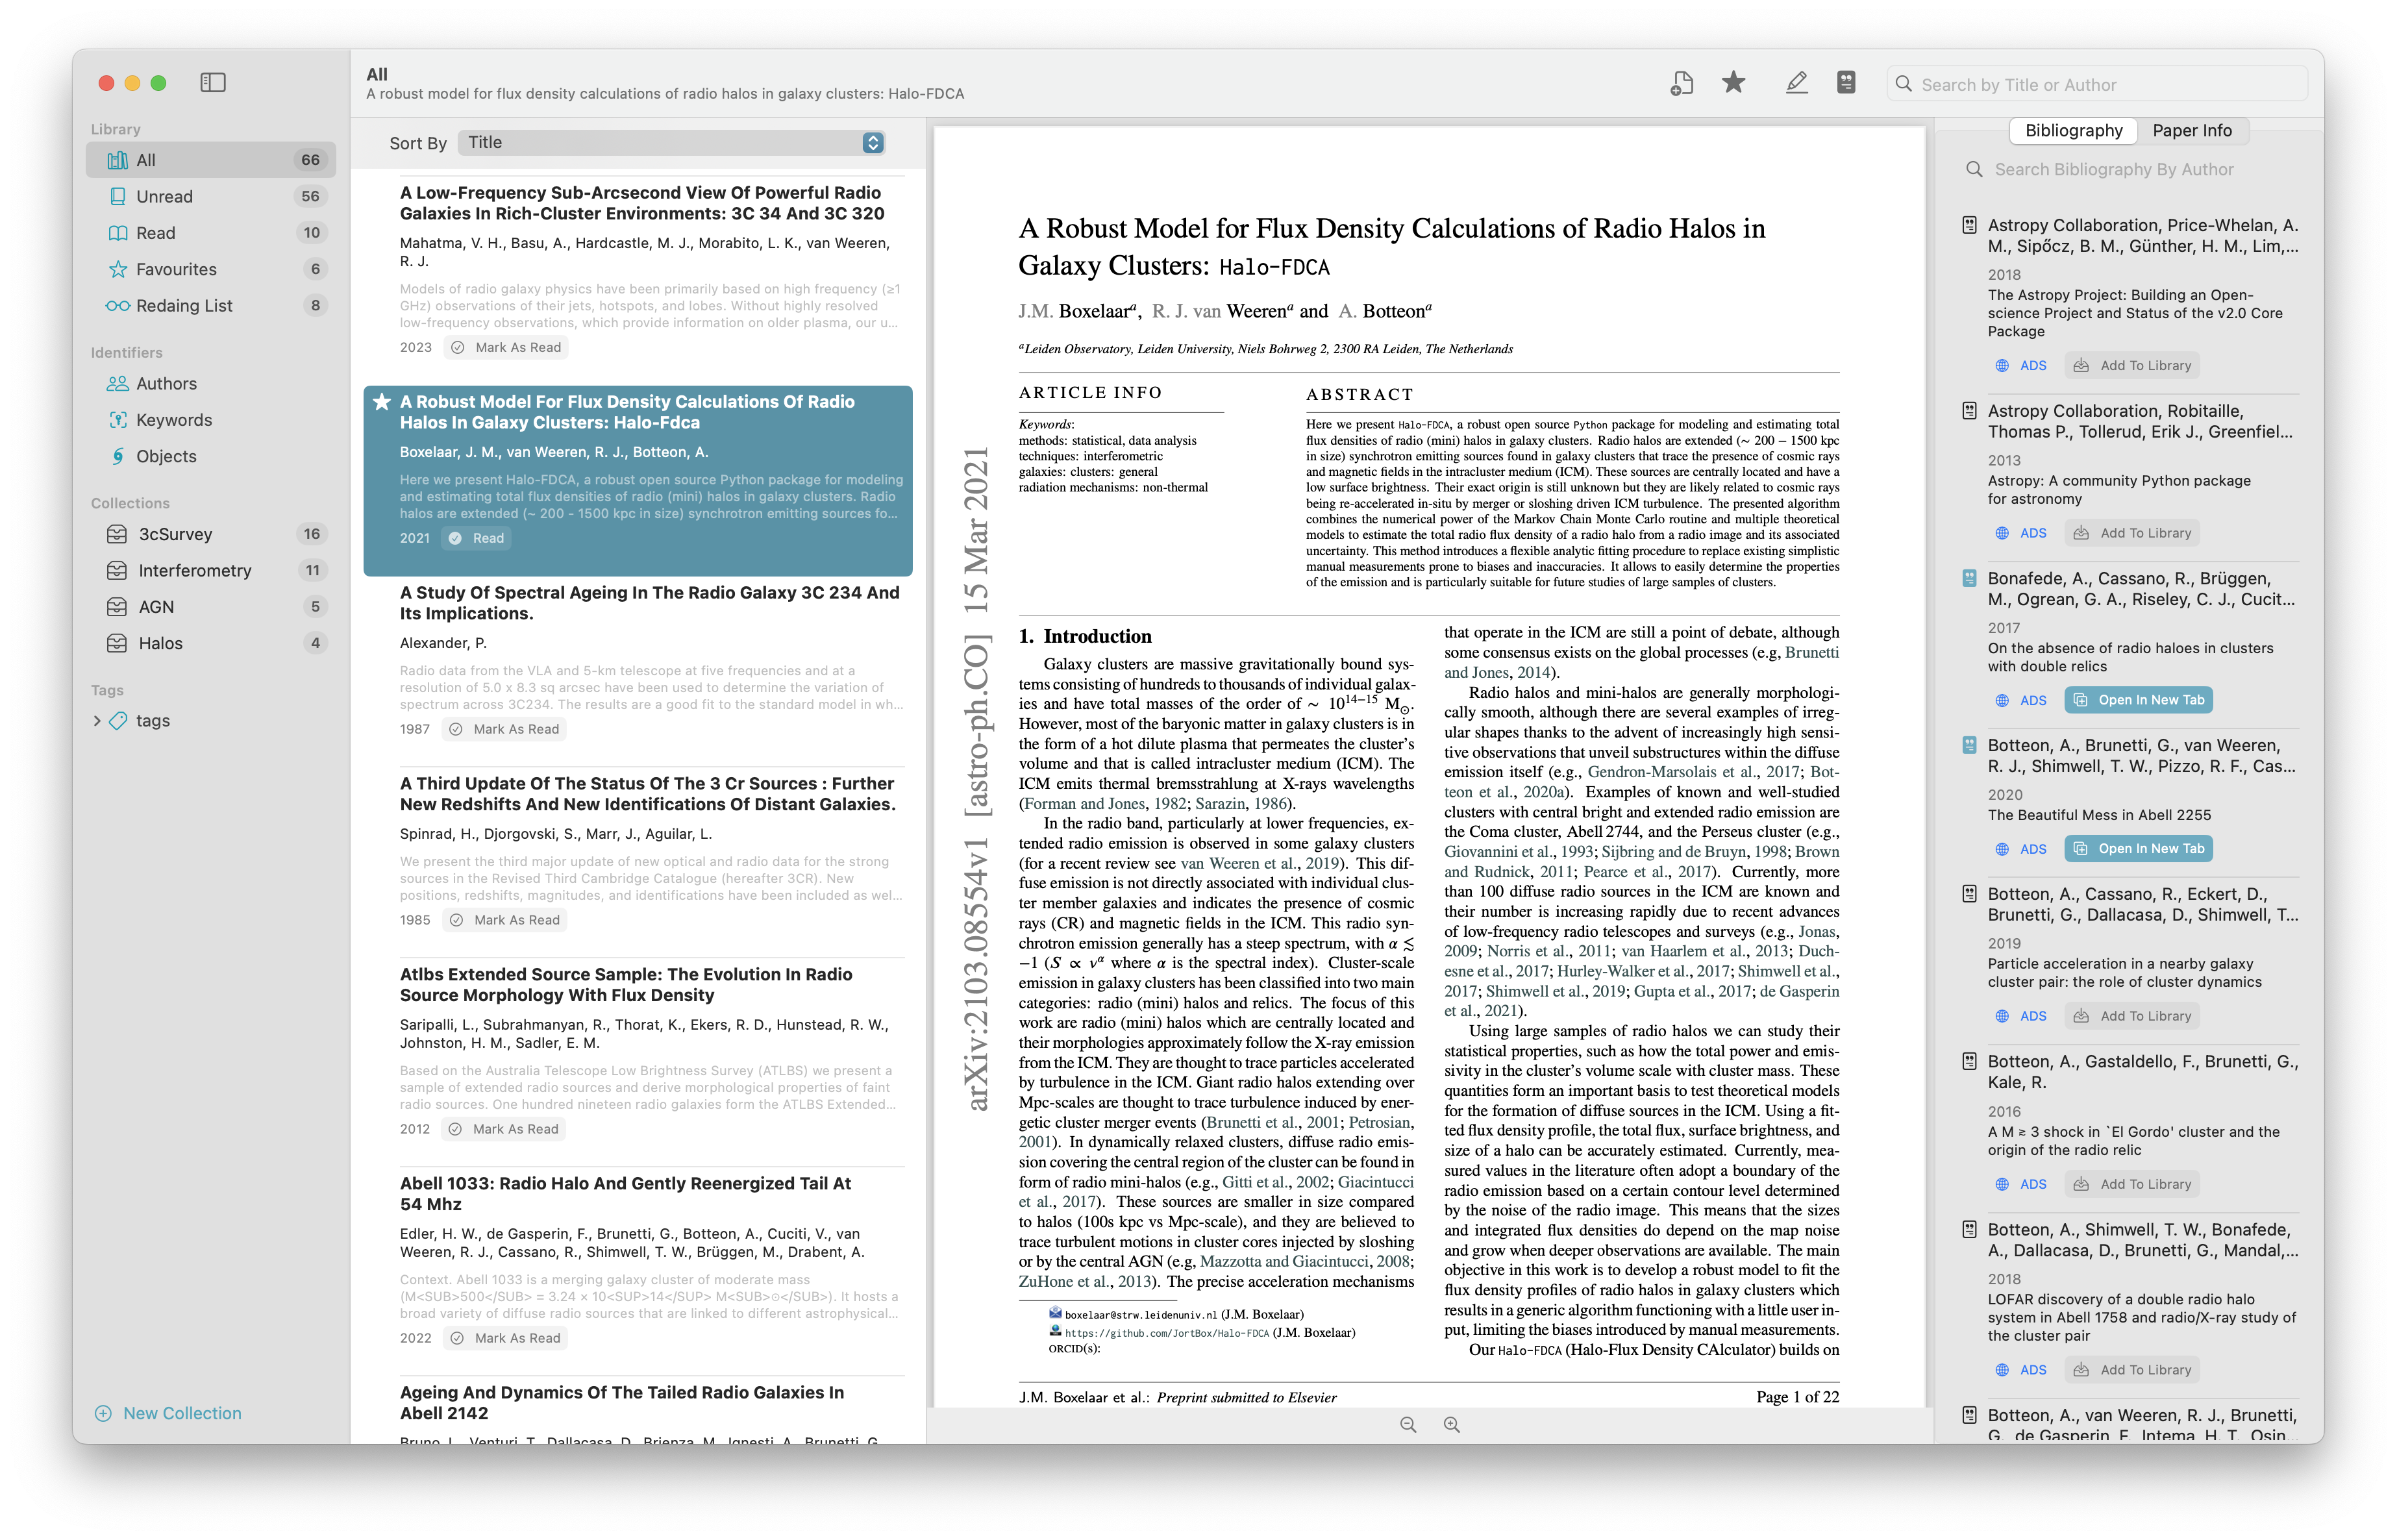 Library
All 66
Unread 56
Read 10
Favourites 6
Redaing List 8
Identifiers
Authors
Keywords
Objects
Collections
3cSurvey 16
Interferometry 11
AGN 5
Halos 4
Tags
tags
New Collection
All
A robust model for flux density calculations of radio halos in galaxy clusters: Halo-FDCA
Search by Title or Author
Sort By Title
A Low-Frequency Sub-Arcsecond View Of Powerful Radio
Galaxies In Rich-Cluster Environments: 3C 34 And 3C 320
Mahatma, V. H., Basu, A., Hardcastle, M. J., Morabito, L. K., van Weeren,
R. J.
Models of radio galaxy physics have been primarily based on high frequency (≥1
GHz) observations of their jets, hotspots, and lobes. Without highly resolved
low-frequency observations, which provide information on older plasma, our u...
2023 Mark As Read
A Robust Model For Flux Density Calculations Of Radio
Halos In Galaxy Clusters: Halo-Fdca
Boxelaar, J. M., van Weeren, R. J., Botteon, A.
Here we present Halo-FDCA, a robust open source Python package for modeling
and estimating total flux densities of radio (mini) halos in galaxy clusters. Radio
halos are extended (~ 200 - 1500 kpc in size) synchrotron emitting sources fo...
2021 Read
A Study Of Spectral Ageing In The Radio Galaxy 3C 234 And
Its Implications.
Alexander, P.
Radio data from the VLA and 5-km telescope at five frequencies and at a
resolution of 5.0 x 8.3 sq arcsec have been used to determine the variation of
spectrum across 3C234. The results are a good fit to the standard model in wh...
1987 Mark As Read
A Third Update Of The Status Of The 3 Cr Sources : Further
New Redshifts And New Identifications Of Distant Galaxies.
Spinrad, H., Djorgovski, S., Marr, J., Aguilar, L.
We present the third major update of new optical and radio data for the strong
sources in the Revised Third Cambridge Catalogue (hereafter 3CR). New
positions, redshifts, magnitudes, and identifications have been included as wel...
1985 Mark As Read
Atlbs Extended Source Sample: The Evolution In Radio
Source Morphology With Flux Density
Saripalli, L., Subrahmanyan, R., Thorat, K., Ekers, R. D., Hunstead, R. W.,
Johnston, H. M., Sadler, E. M.
Based on the Australia Telescope Low Brightness Survey (ATLBS) we present a
sample of extended radio sources and derive morphological properties of faint
radio sources. One hundred nineteen radio galaxies form the ATLBS Extended...
2012 Mark As Read
Abell 1033: Radio Halo And Gently Reenergized Tail At
54 Mhz
Edler, H. W., de Gasperin, F., Brunetti, G., Botteon, A., Cuciti, V., van
Weeren, R. J., Cassano, R., Shimwell, T. W., Brüggen, M., Drabent, A.
Context. Abell 1033 is a merging galaxy cluster of moderate mass
(M<SUB>500</SUB> = 3.24 × 10<SUP>14</SUP> M<SUB>⊙</SUB>). It hosts a
broad variety of diffuse radio sources that are linked to different astrophysical...
2022 Mark As Read
Ageing And Dynamics Of The Tailed Radio Galaxies In
Abell 2142
Bruno, L., Venturi, T., Dallacasa, D., Brienza, M., Ignesti, A., Brunetti, G.
arXiv:2103.08554v1 [astro-ph.CO] 15 Mar 2021
A Robust Model for Flux Density Calculations of Radio Halos in
Galaxy Clusters: Halo-FDCA
J.M. Boxelaarᵃ, R. J. van Weerenᵃ and A. Botteonᵃ
ᵃLeiden Observatory, Leiden University, Niels Bohrweg 2, 2300 RA Leiden, The Netherlands
ARTICLE INFO
Keywords:
methods: statistical, data analysis
techniques: interferometric
galaxies: clusters: general
radiation mechanisms: non-thermal
ABSTRACT
Here we present Halo-FDCA, a robust open source Python package for modeling and estimating total
flux densities of radio (mini) halos in galaxy clusters. Radio halos are extended (∼ 200 − 1500 kpc
in size) synchrotron emitting sources found in galaxy clusters that trace the presence of cosmic rays
and magnetic fields in the intracluster medium (ICM). These sources are centrally located and have a
low surface brightness. Their exact origin is still unknown but they are likely related to cosmic rays
being re-accelerated in-situ by merger or sloshing driven ICM turbulence. The presented algorithm
combines the numerical power of the Markov Chain Monte Carlo routine and multiple theoretical
models to estimate the total radio flux density of a radio halo from a radio image and its associated
uncertainty. This method introduces a flexible analytic fitting procedure to replace existing simplistic
manual measurements prone to biases and inaccuracies. It allows to easily determine the properties
of the emission and is particularly suitable for future studies of large samples of clusters.
1. Introduction
Galaxy clusters are massive gravitationally bound sys-
tems consisting of hundreds to thousands of individual galax-
ies and have total masses of the order of ∼ 10¹⁴⁻¹⁵ M⊙.
However, most of the baryonic matter in galaxy clusters is in
the form of a hot dilute plasma that permeates the cluster's
volume and that is called intracluster medium (ICM). The
ICM emits thermal bremsstrahlung at X-rays wavelengths
(Forman and Jones, 1982; Sarazin, 1986).
In the radio band, particularly at lower frequencies, ex-
tended radio emission is observed in some galaxy clusters
(for a recent review see van Weeren et al., 2019). This dif-
fuse emission is not directly associated with individual clus-
ter member galaxies and indicates the presence of cosmic
rays (CR) and magnetic fields in the ICM. This radio syn-
chrotron emission generally has a steep spectrum, with α ≲
−1 (S ∝ ν^α where α is the spectral index). Cluster-scale
emission in galaxy clusters has been classified into two main
categories: radio (mini) halos and relics. The focus of this
work are radio (mini) halos which are centrally located and
their morphologies approximately follow the X-ray emission
from the ICM. They are thought to trace particles accelerated
by turbulence in the ICM. Giant radio halos extending over
Mpc-scales are thought to trace turbulence induced by ener-
getic cluster merger events (Brunetti et al., 2001; Petrosian,
2001). In dynamically relaxed clusters, diffuse radio emis-
sion covering the central region of the cluster can be found in
form of radio mini-halos (e.g., Gitti et al., 2002; Giacintucci
et al., 2017). These sources are smaller in size compared
to halos (100s kpc vs Mpc-scale), and they are believed to
trace turbulent motions in cluster cores injected by sloshing
or by the central AGN (e.g, Mazzotta and Giacintucci, 2008;
ZuHone et al., 2013). The precise acceleration mechanisms
boxelaar@strw.leidenuniv.nl (J.M. Boxelaar)
https://github.com/JortBox/Halo-FDCA (J.M. Boxelaar)
ORCID(s):
that operate in the ICM are still a point of debate, although
some consensus exists on the global processes (e.g, Brunetti
and Jones, 2014).
Radio halos and mini-halos are generally morphologi-
cally smooth, although there are several examples of irreg-
ular shapes thanks to the advent of increasingly high sensi-
tive observations that unveil substructures within the diffuse
emission itself (e.g., Gendron-Marsolais et al., 2017; Bot-
teon et al., 2020a). Examples of known and well-studied
clusters with central bright and extended radio emission are
the Coma cluster, Abell 2744, and the Perseus cluster (e.g.,
Giovannini et al., 1993; Sijbring and de Bruyn, 1998; Brown
and Rudnick, 2011; Pearce et al., 2017). Currently, more
than 100 diffuse radio sources in the ICM are known and
their number is increasing rapidly due to recent advances
of low-frequency radio telescopes and surveys (e.g., Jonas,
2009; Norris et al., 2011; van Haarlem et al., 2013; Duch-
esne et al., 2017; Hurley-Walker et al., 2017; Shimwell et al.,
2017; Shimwell et al., 2019; Gupta et al., 2017; de Gasperin
et al., 2021).
Using large samples of radio halos we can study their
statistical properties, such as how the total power and emis-
sivity in the cluster's volume scale with cluster mass. These
quantities form an important basis to test theoretical models
for the formation of diffuse sources in the ICM. Using a fit-
ted flux density profile, the total flux, surface brightness, and
size of a halo can be accurately estimated. Currently, mea-
sured values in the literature often adopt a boundary of the
radio emission based on a certain contour level determined
by the noise of the radio image. This means that the sizes
and integrated flux densities do depend on the map noise
and grow when deeper observations are available. The main
objective in this work is to develop a robust model to fit the
flux density profiles of radio halos in galaxy clusters which
results in a generic algorithm functioning with a little user in-
put, limiting the biases introduced by manual measurements.
Our Halo-FDCA (Halo-Flux Density CAlculator) builds on
J.M. Boxelaar et al.: Preprint submitted to Elsevier
Page 1 of 22
Bibliography
Paper Info
Search Bibliography By Author
Astropy Collaboration, Price-Whelan, A.
M., Sipőcz, B. M., Günther, H. M., Lim,...
2018
The Astropy Project: Building an Open-
science Project and Status of the v2.0 Core
Package
ADS Add To Library
Astropy Collaboration, Robitaille,
Thomas P., Tollerud, Erik J., Greenfiel...
2013
Astropy: A community Python package
for astronomy
ADS Add To Library
Bonafede, A., Cassano, R., Brüggen,
M., Ogrean, G. A., Riseley, C. J., Cucit...
2017
On the absence of radio haloes in clusters
with double relics
ADS Open In New Tab
Botteon, A., Brunetti, G., van Weeren,
R. J., Shimwell, T. W., Pizzo, R. F., Cas...
2020
The Beautiful Mess in Abell 2255
ADS Open In New Tab
Botteon, A., Cassano, R., Eckert, D.,
Brunetti, G., Dallacasa, D., Shimwell, T...
2019
Particle acceleration in a nearby galaxy
cluster pair: the role of cluster dynamics
ADS Add To Library
Botteon, A., Gastaldello, F., Brunetti, G.,
Kale, R.
2016
A M ≥ 3 shock in `El Gordo' cluster and the
origin of the radio relic
ADS Add To Library
Botteon, A., Shimwell, T. W., Bonafede,
A., Dallacasa, D., Brunetti, G., Mandal,...
2018
LOFAR discovery of a double radio halo
system in Abell 1758 and radio/X-ray study of
the cluster pair
ADS Add To Library
Botteon, A., van Weeren, R. J., Brunetti,
G., de Gasperin, F., Intema, H. T., Osin...